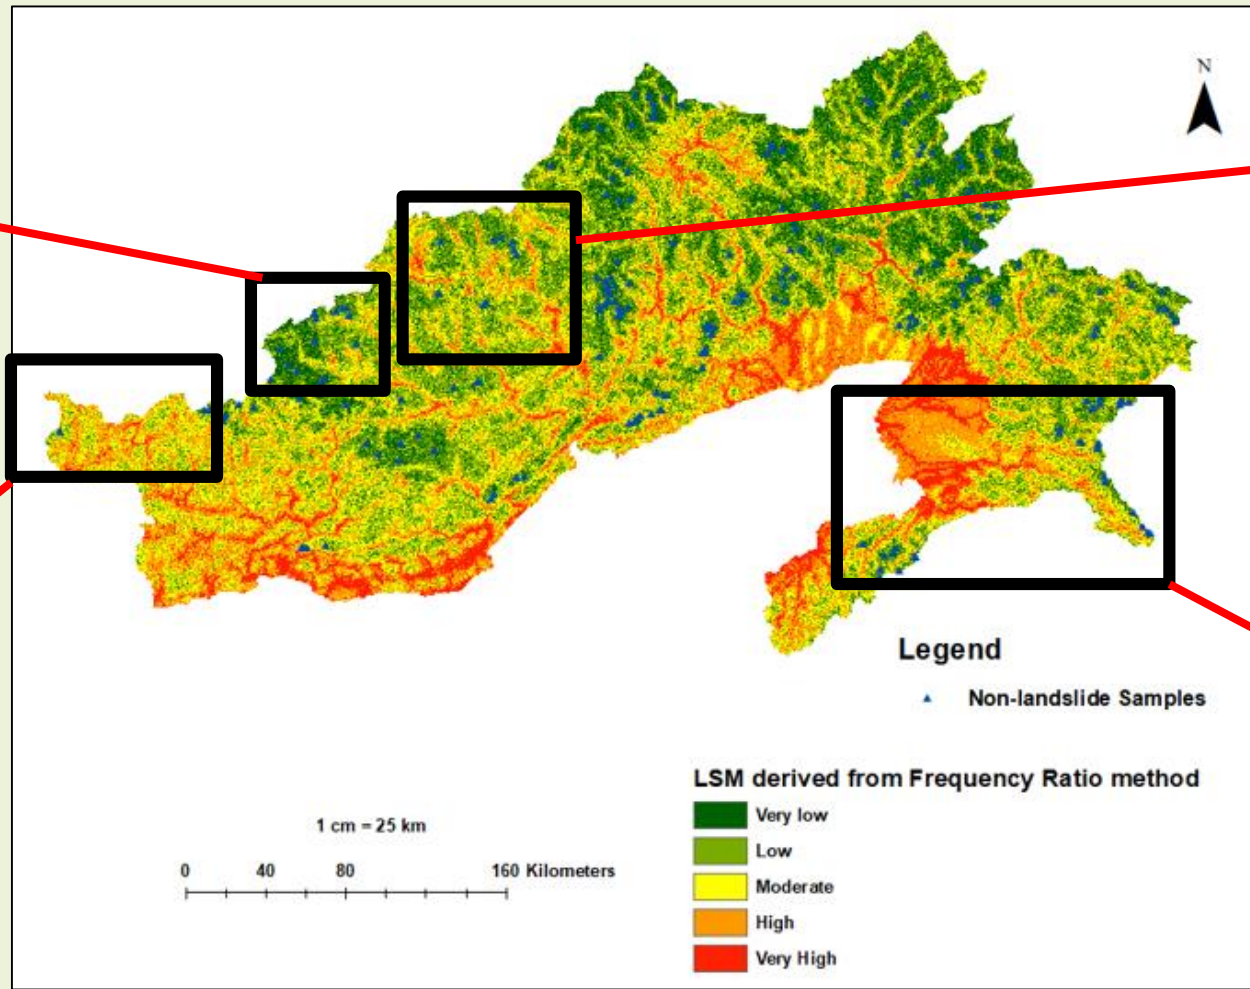 N
Legend
Non-landslide Samples
LSM derived from Frequency Ratio method
Very low
Low
Moderate
High
Very High
1 cm = 25 km
0 40 80 160 Kilometers